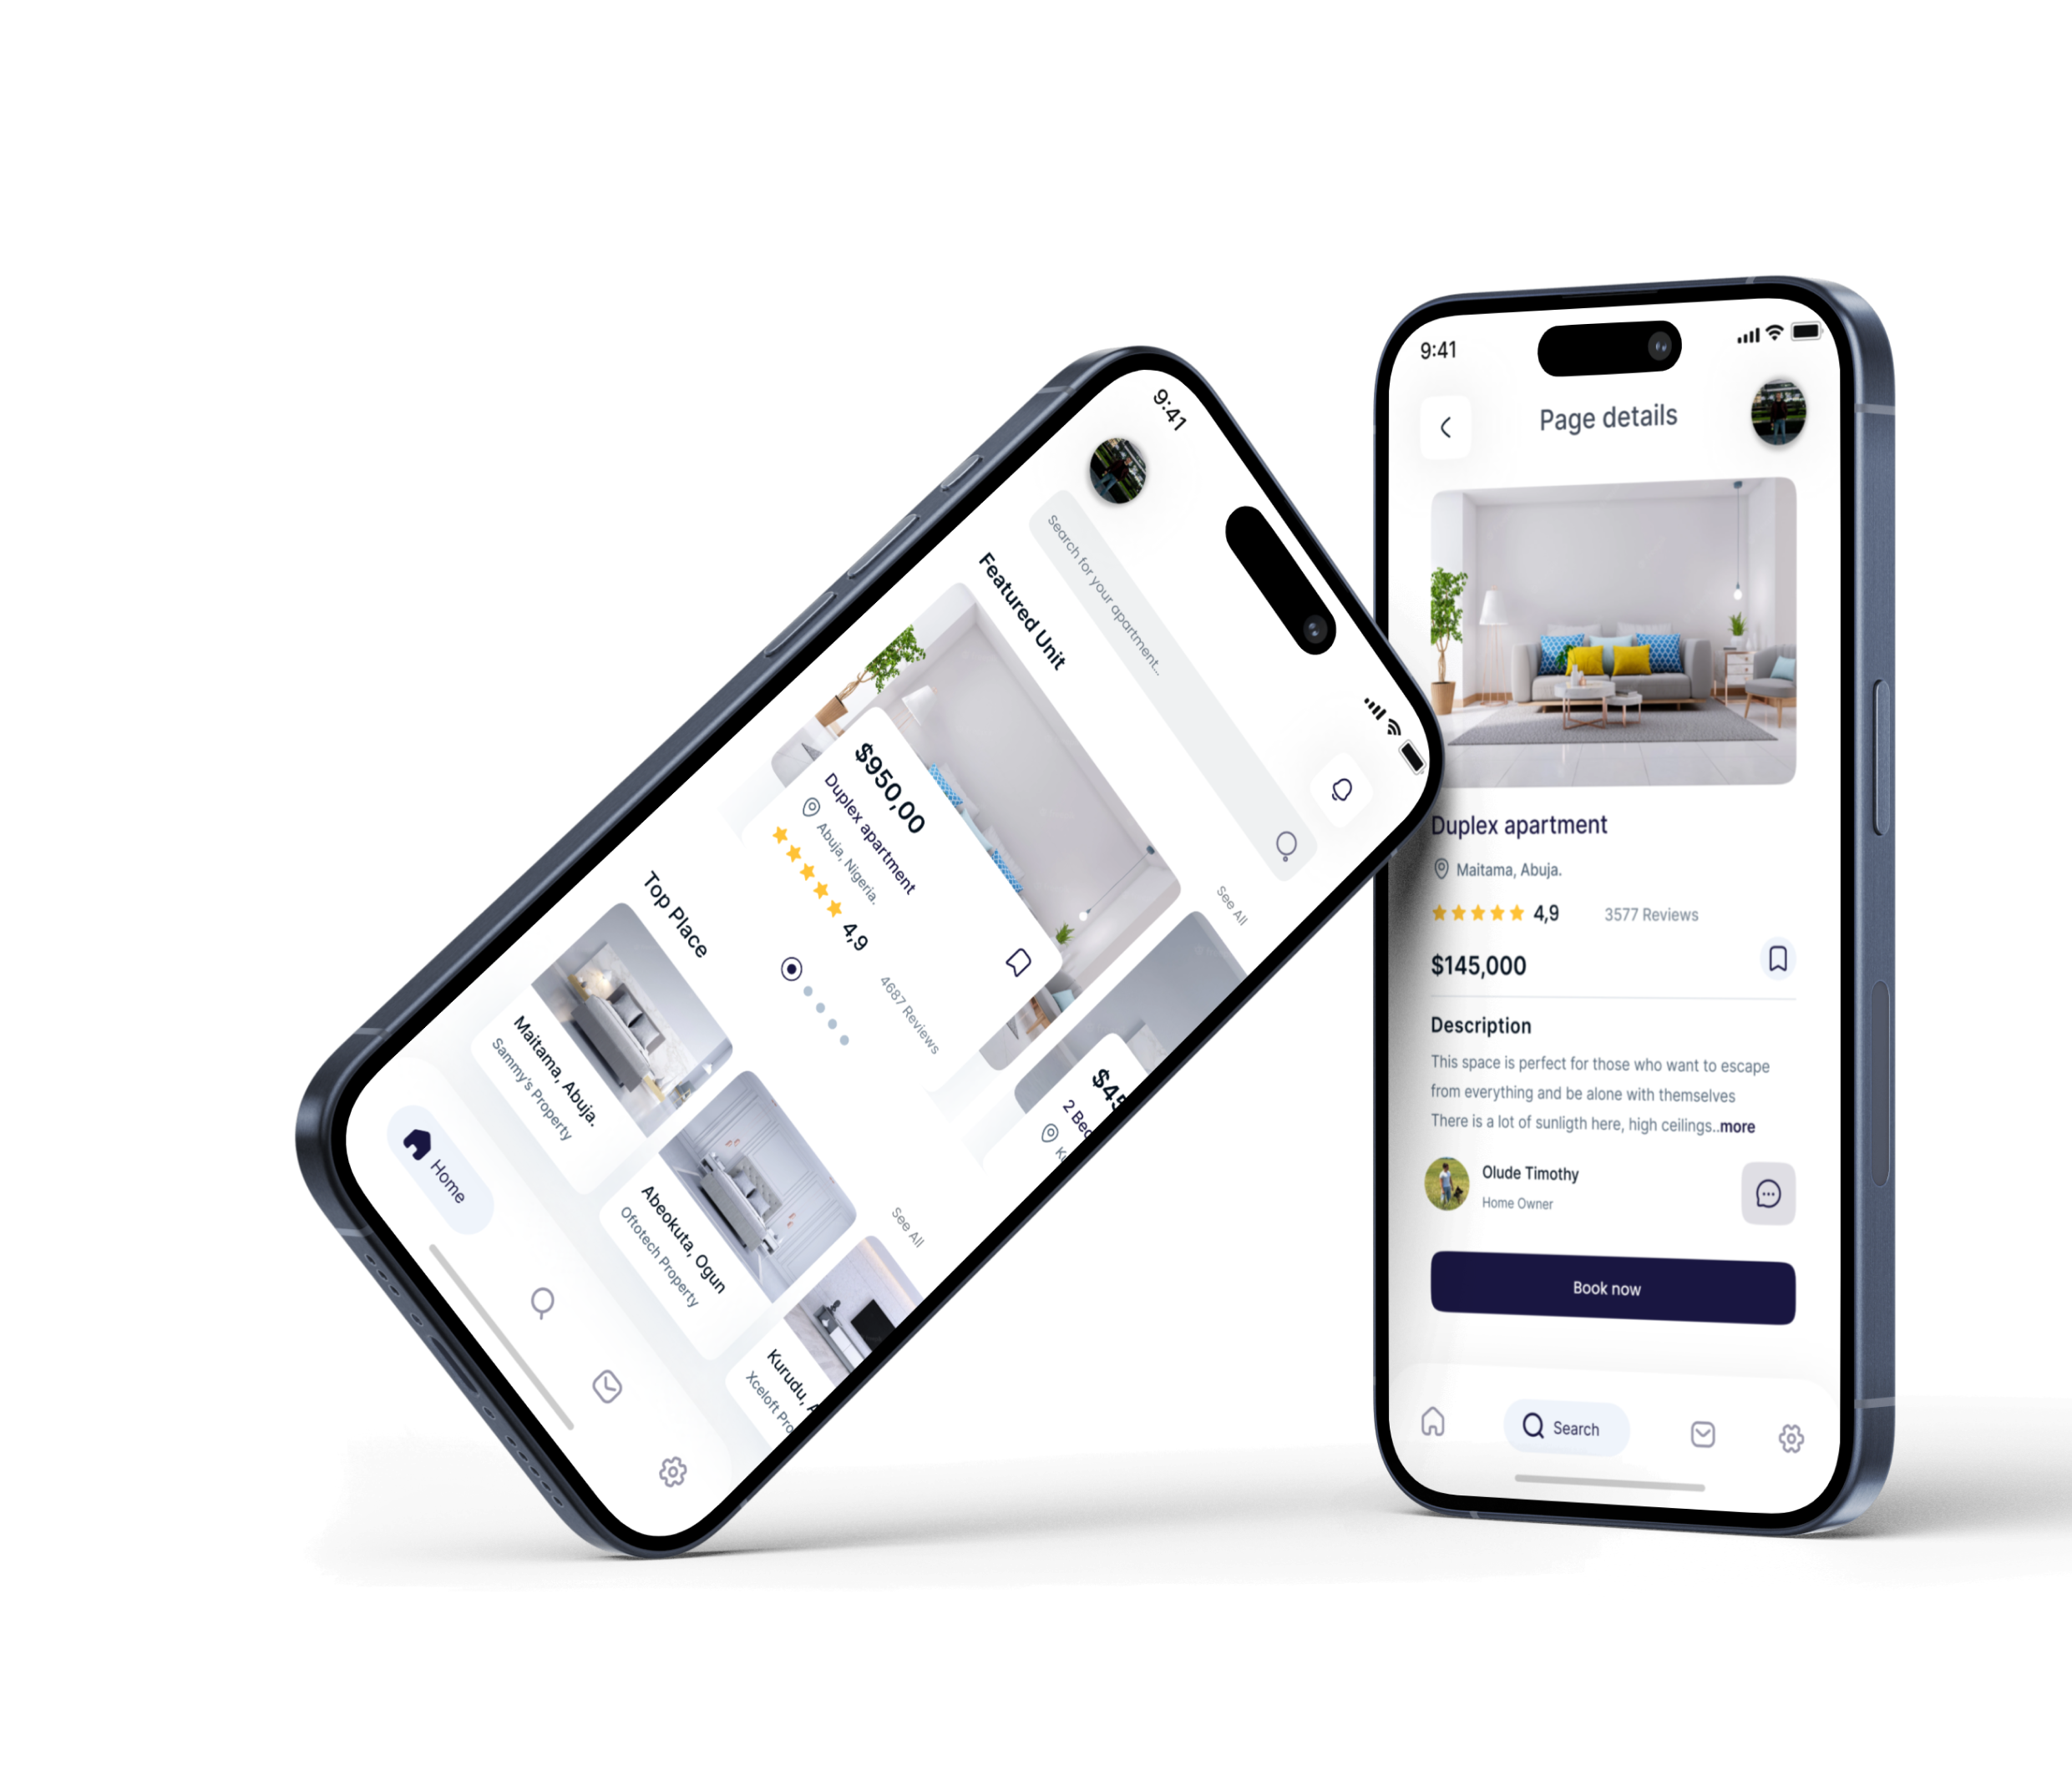 9:41
Search for your apartment...
Featured Unit
See All
$950,00
Duplex apartment
Abuja, Nigeria.
4,9
4687 Reviews
$45
2 Bed
Top Place
See All
Maitama, Abuja.
Sammy's Property
Abeokuta, Ogun
Oftotech Property
Kurudu, A
Xceloft Pro
Home
9:41
Page details
Duplex apartment
Maitama, Abuja.
4,9
3577 Reviews
$145,000
Description
This space is perfect for those who want to escape
from everything and be alone with themselves
There is a lot of sunligth here, high ceilings..more
Olude Timothy
Home Owner
Book now
Search